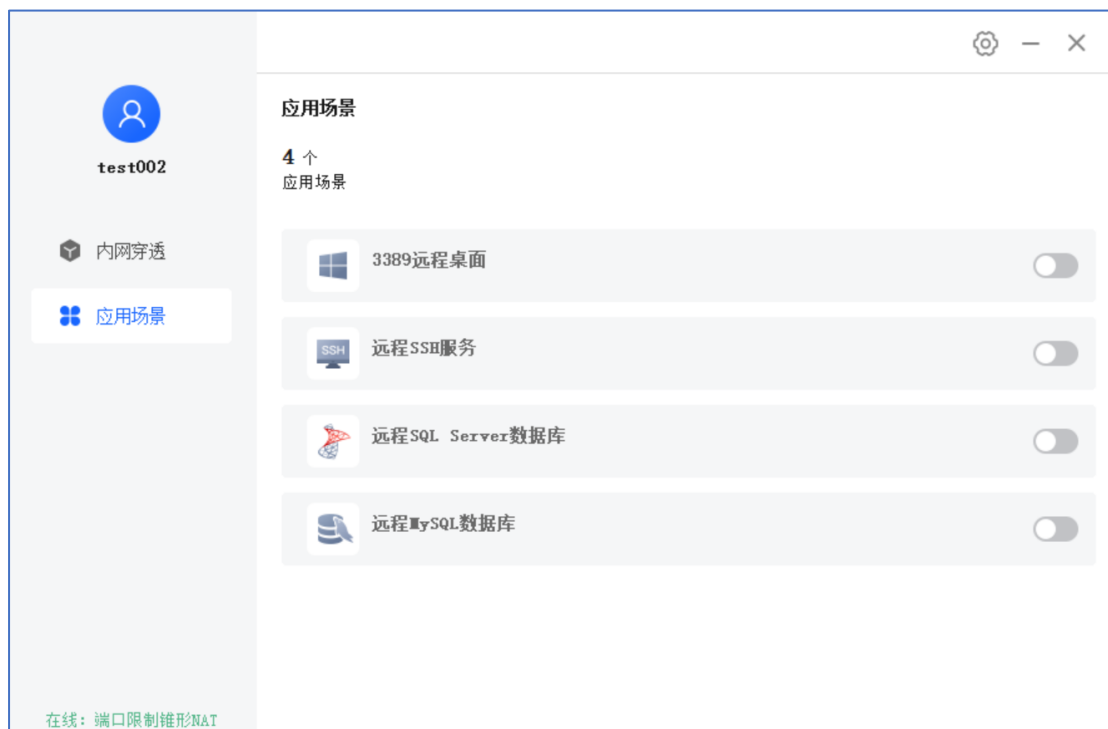 test002
内网穿透
应用场景
在线：端口限制锥形NAT
应用场景
4 个
应用场景
3389远程桌面
SSH
远程SSH服务
远程SQL Server数据库
远程MySQL数据库